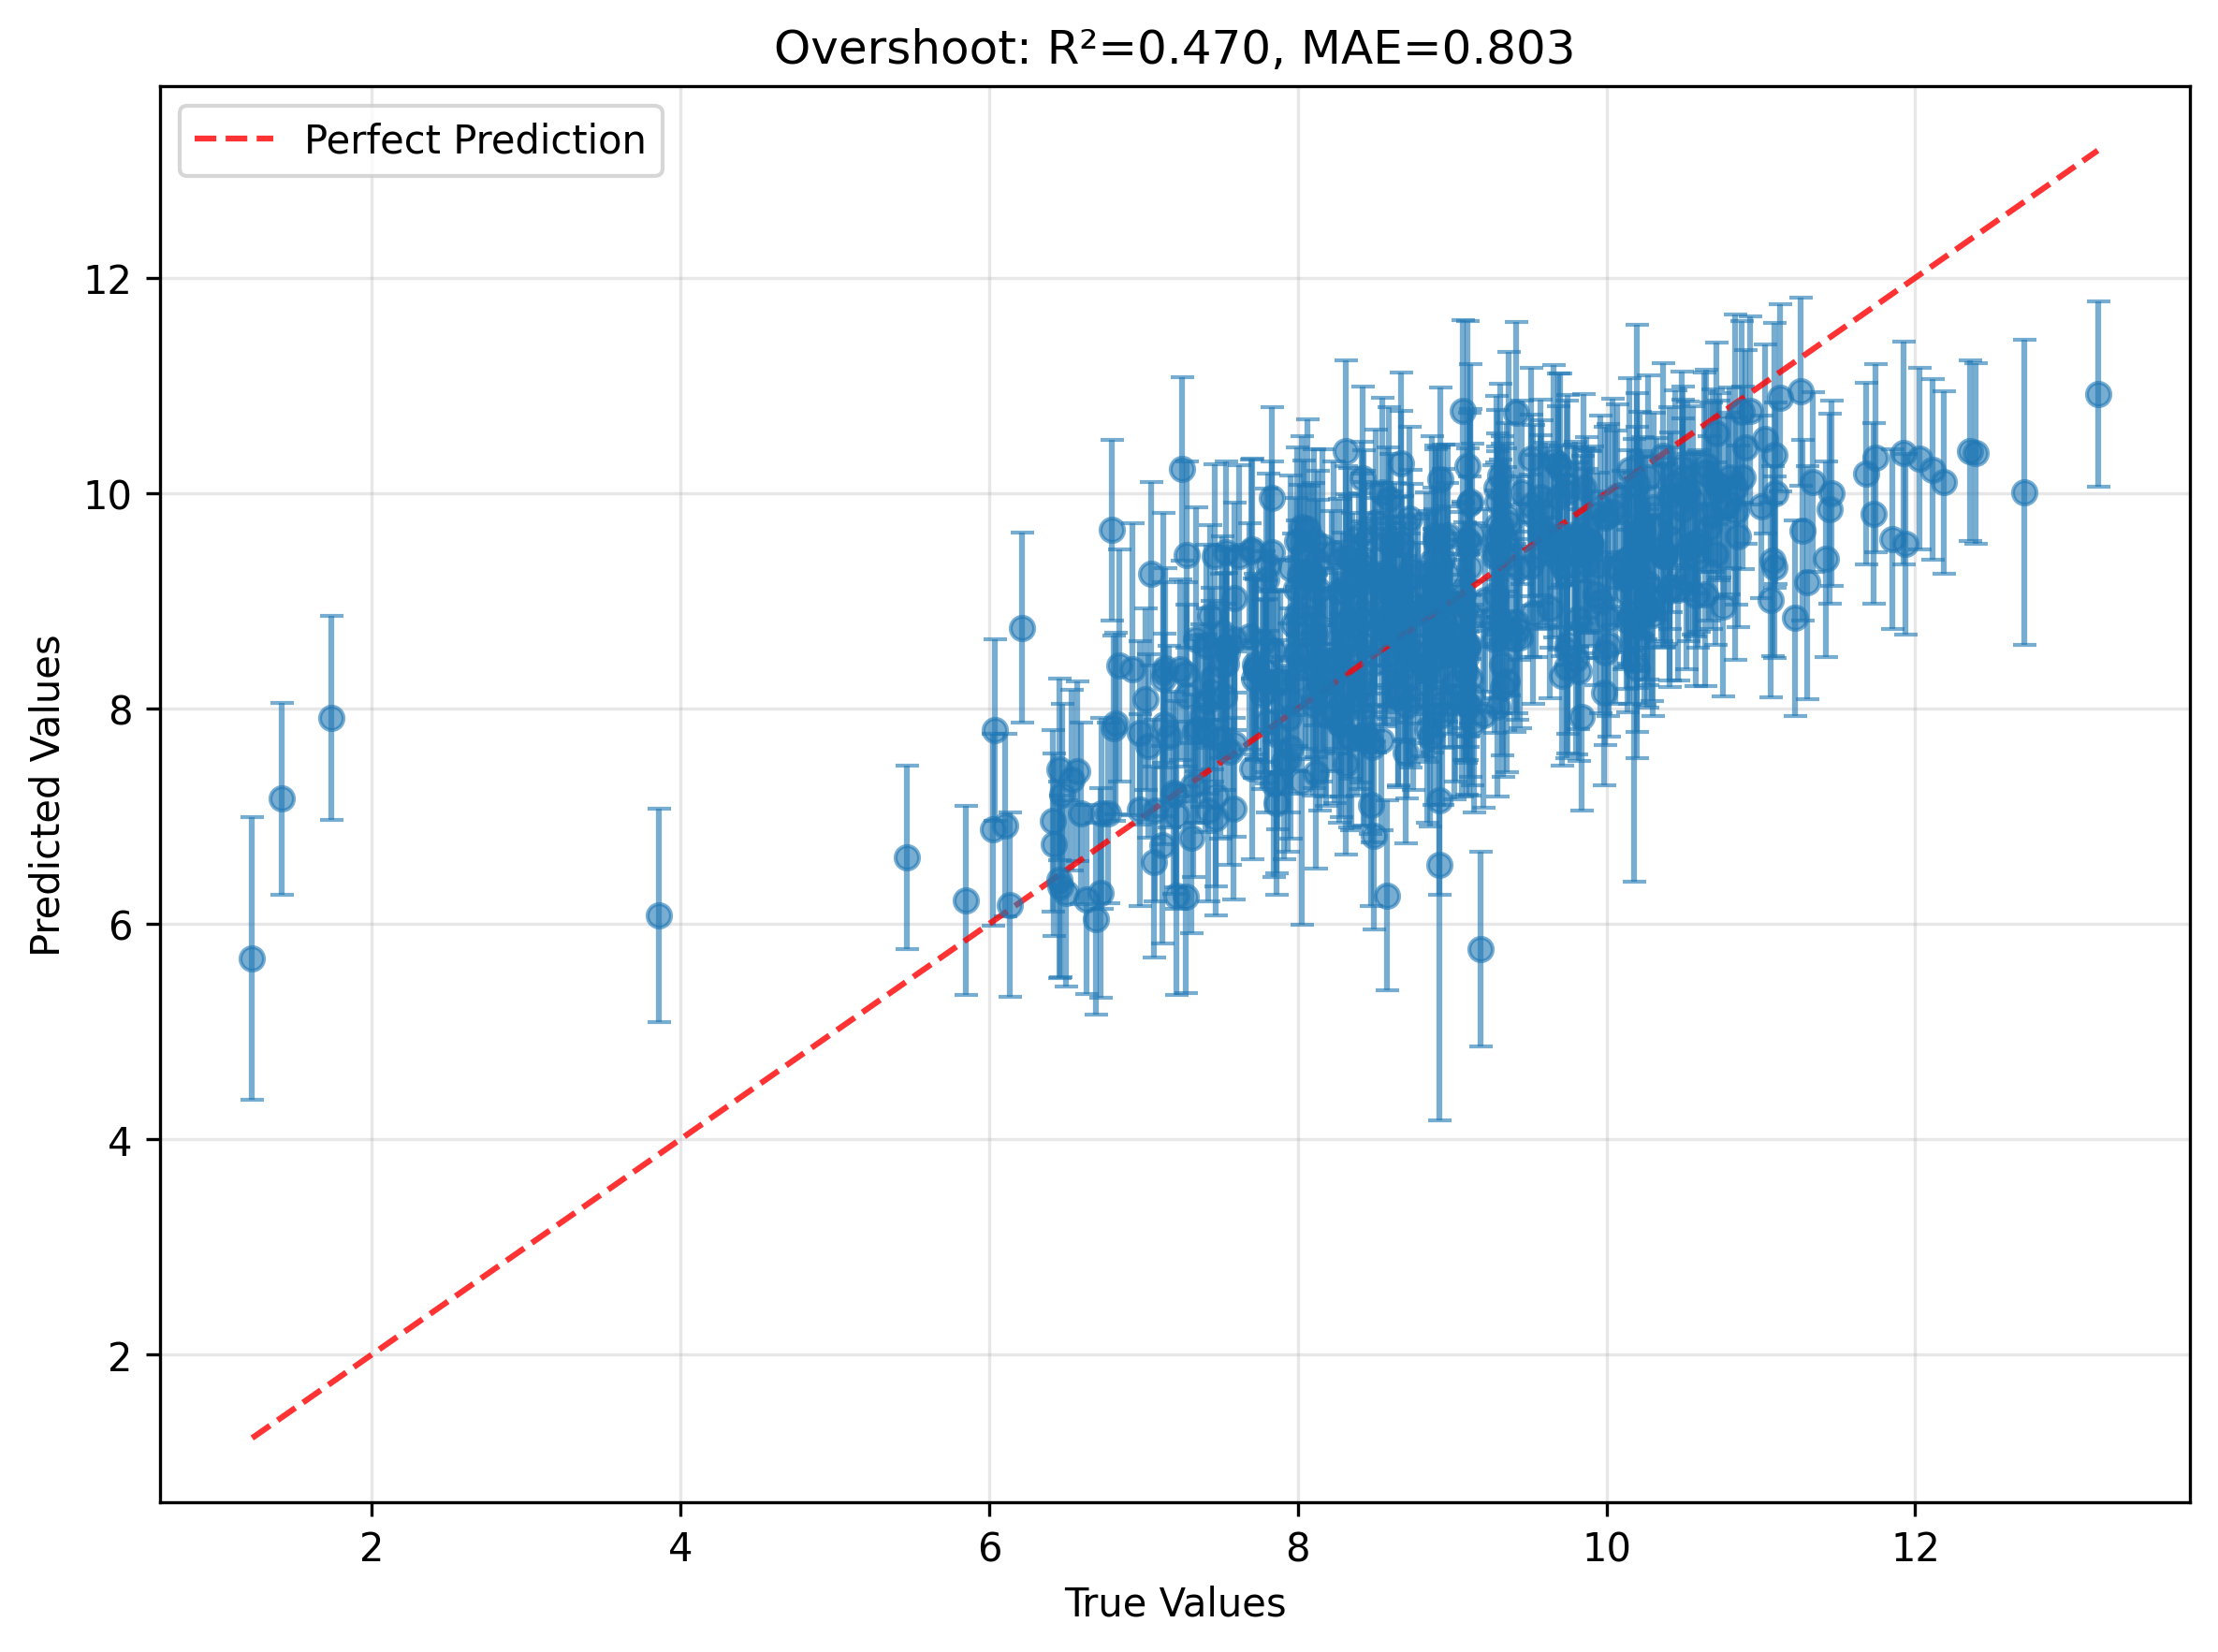 Overshoot: R²=0.470, MAE=0.803
Perfect Prediction
12
10
8
6
4
2
Predicted Values
2 4 6 8 10 12
True Values